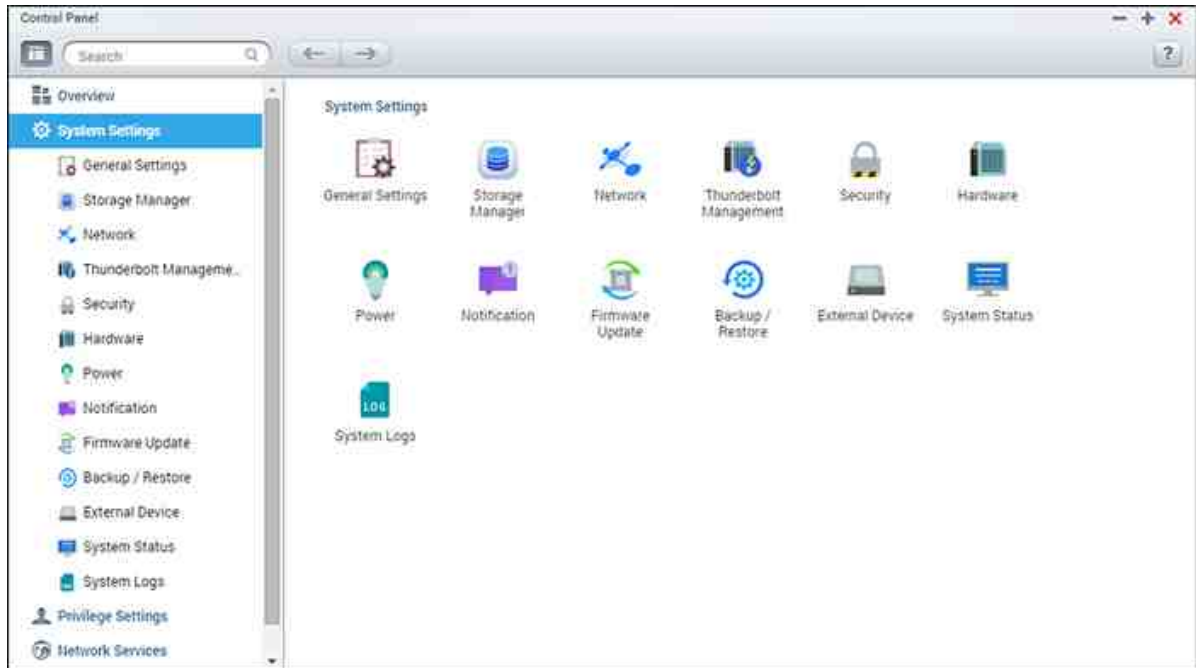 Control Panel
Search
?
Overview
System Settings
General Settings
Storage Manager
Network
Thunderbolt Manageme..
Security
Hardware
Power
Notification
Firmware Update
Backup / Restore
External Device
System Status
System Logs
Privilege Settings
Network Services
System Settings
General Settings
Storage
Manager
Network
Thunderbolt
Management
Security
Hardware
Power
Notification
Firmware
Update
Backup /
Restore
External Device
System Status
LOG
System Logs